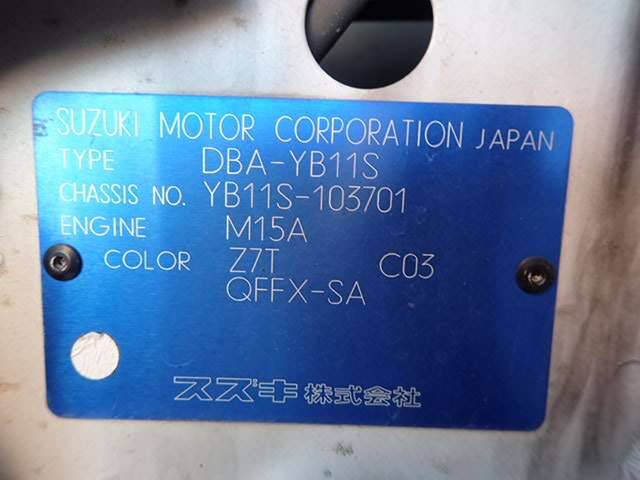 SUZUKI MOTOR CORPORATION JAPAN
TYPE DBA-YB11S
CHASSIS NO. YB11S-103701
ENGINE M15A
COLOR Z7T C03
QFFX-SA
スズキ株式会社